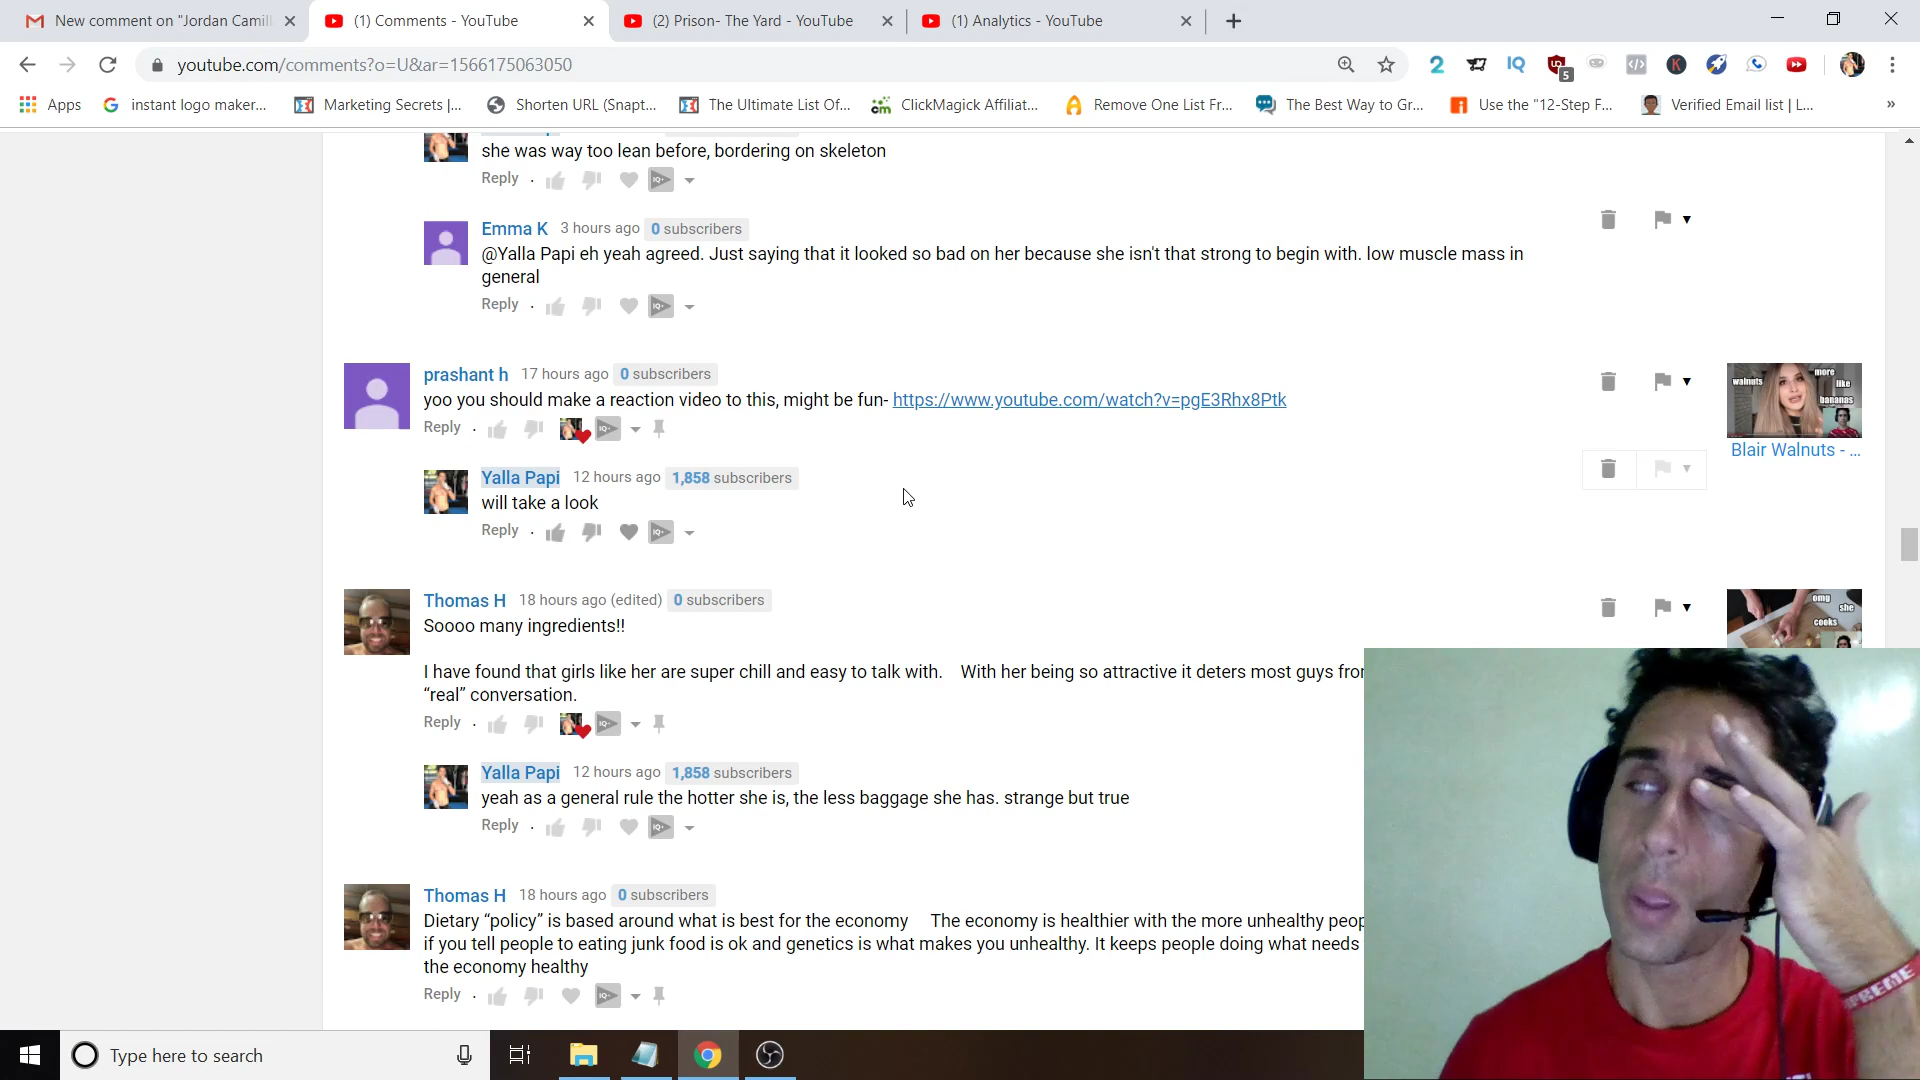 New comment on "Jordan Camill
(1) Comments - YouTube
(2) Prison- The Yard - YouTube
(1) Analytics - YouTube
youtube.com/comments?o=U&ar=1566175063050
2
IQ
5
K
Apps
instant logo maker...
Marketing Secrets |...
Shorten URL (Snapt...
The Ultimate List Of...
ClickMagick Affiliat...
Remove One List Fr...
The Best Way to Gr...
Use the "12-Step F...
Verified Email list | L...
»
she was way too lean before, bordering on skeleton
Reply .
Emma K 3 hours ago 0 subscribers
@Yalla Papi eh yeah agreed. Just saying that it looked so bad on her because she isn't that strong to begin with. low muscle mass in
general
Reply .
prashant h 17 hours ago 0 subscribers
yoo you should make a reaction video to this, might be fun- https://www.youtube.com/watch?v=pgE3Rhx8Ptk
Reply .
walnuts
more
like
bananas
Blair Walnuts - ...
Yalla Papi 12 hours ago 1,858 subscribers
will take a look
Reply .
Thomas H 18 hours ago (edited) 0 subscribers
Soooo many ingredients!!
omg
she
cooks
I have found that girls like her are super chill and easy to talk with. With her being so attractive it deters most guys fro
“real” conversation.
Reply .
Yalla Papi 12 hours ago 1,858 subscribers
yeah as a general rule the hotter she is, the less baggage she has. strange but true
Reply .
Thomas H 18 hours ago 0 subscribers
Dietary “policy” is based around what is best for the economy The economy is healthier with the more unhealthy peop
if you tell people to eating junk food is ok and genetics is what makes you unhealthy. It keeps people doing what needs
the economy healthy
Reply .
Type here to search